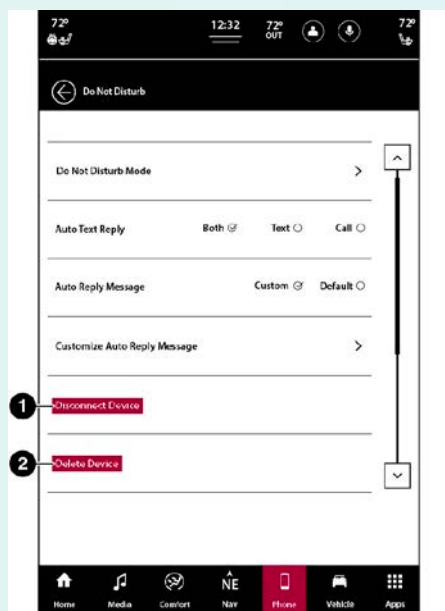 72° 12:32 72° OUT 72°
Do Not Disturb
Do Not Disturb Mode
Auto Text Reply Both Text Call
Auto Reply Message Custom Default
Customize Auto Reply Message
1 Disconnect Device
2 Delete Device
NE
Home Media Comfort Nav Phone Vehicle Apps